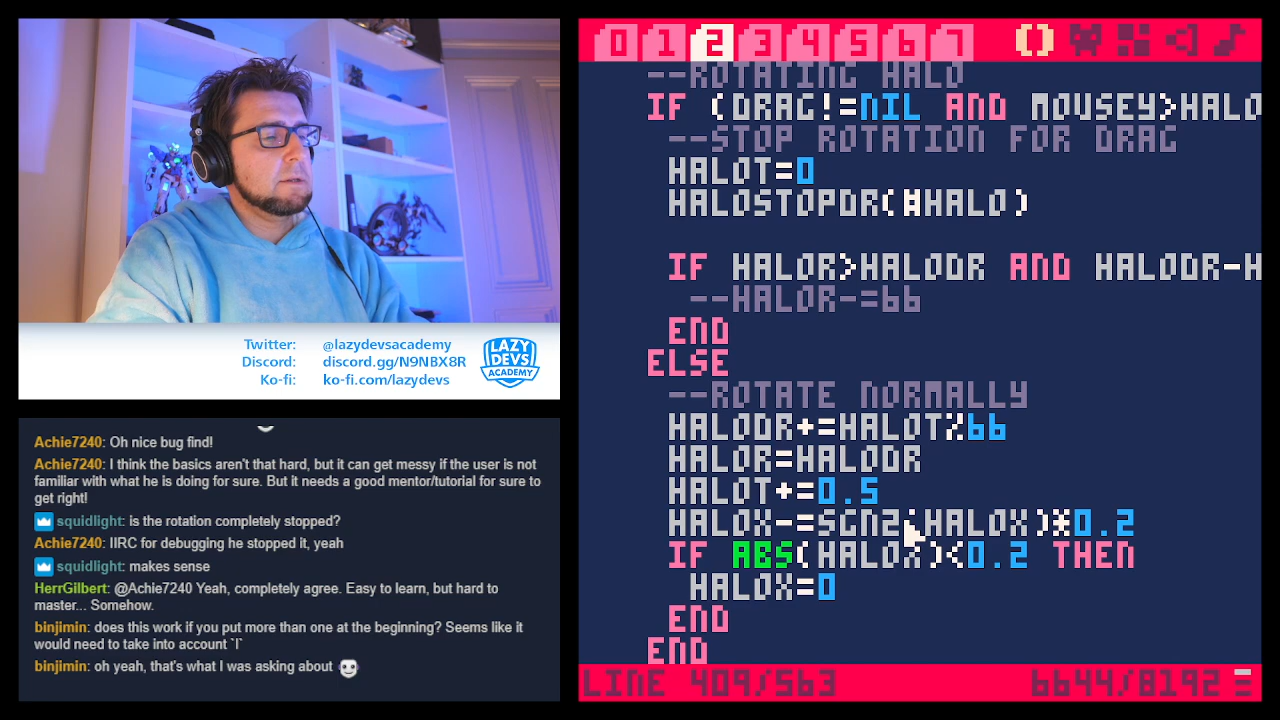 Twitter: @lazydevsacademy
Discord: discord.gg/N9NBX8R
Ko-fi: ko-fi.com/lazydevs
LAZY
DEVS
ACADEMY
Achie7240: Oh nice bug find!
Achie7240: I think the basics aren't that hard, but it can get messy if the user is not
familiar with what he is doing for sure. But it needs a good mentor/tutorial for sure to
get right!
squidlight: is the rotation completely stopped?
Achie7240: IIRC for debugging he stopped it, yeah
squidlight: makes sense
HerrGilbert: @Achie7240 Yeah, completely agree. Easy to learn, but hard to
master... Somehow.
binjimin: does this work if you put more than one at the beginning? Seems like it
would need to take into account `l`
binjimin: oh yeah, that's what I was asking about
0 1 2 3 4 5 6 7
--ROTATING HALO
IF (DRAG!=NIL AND MOUSEY>HALO
--STOP ROTATION FOR DRAG
HALOT=0
HALOSTOPDR(#HALO)
IF HALOR>HALODR AND HALODR-H
--HALOR-=66
END
ELSE
--ROTATE NORMALLY
HALODR+=HALOT%66
HALOR=HALODR
HALOT+=0.5
HALOX-=SGNZ(HALOX)*0.2
IF ABS(HALOX)<0.2 THEN
HALOX=0
END
END
LINE 409/563 6644/8192